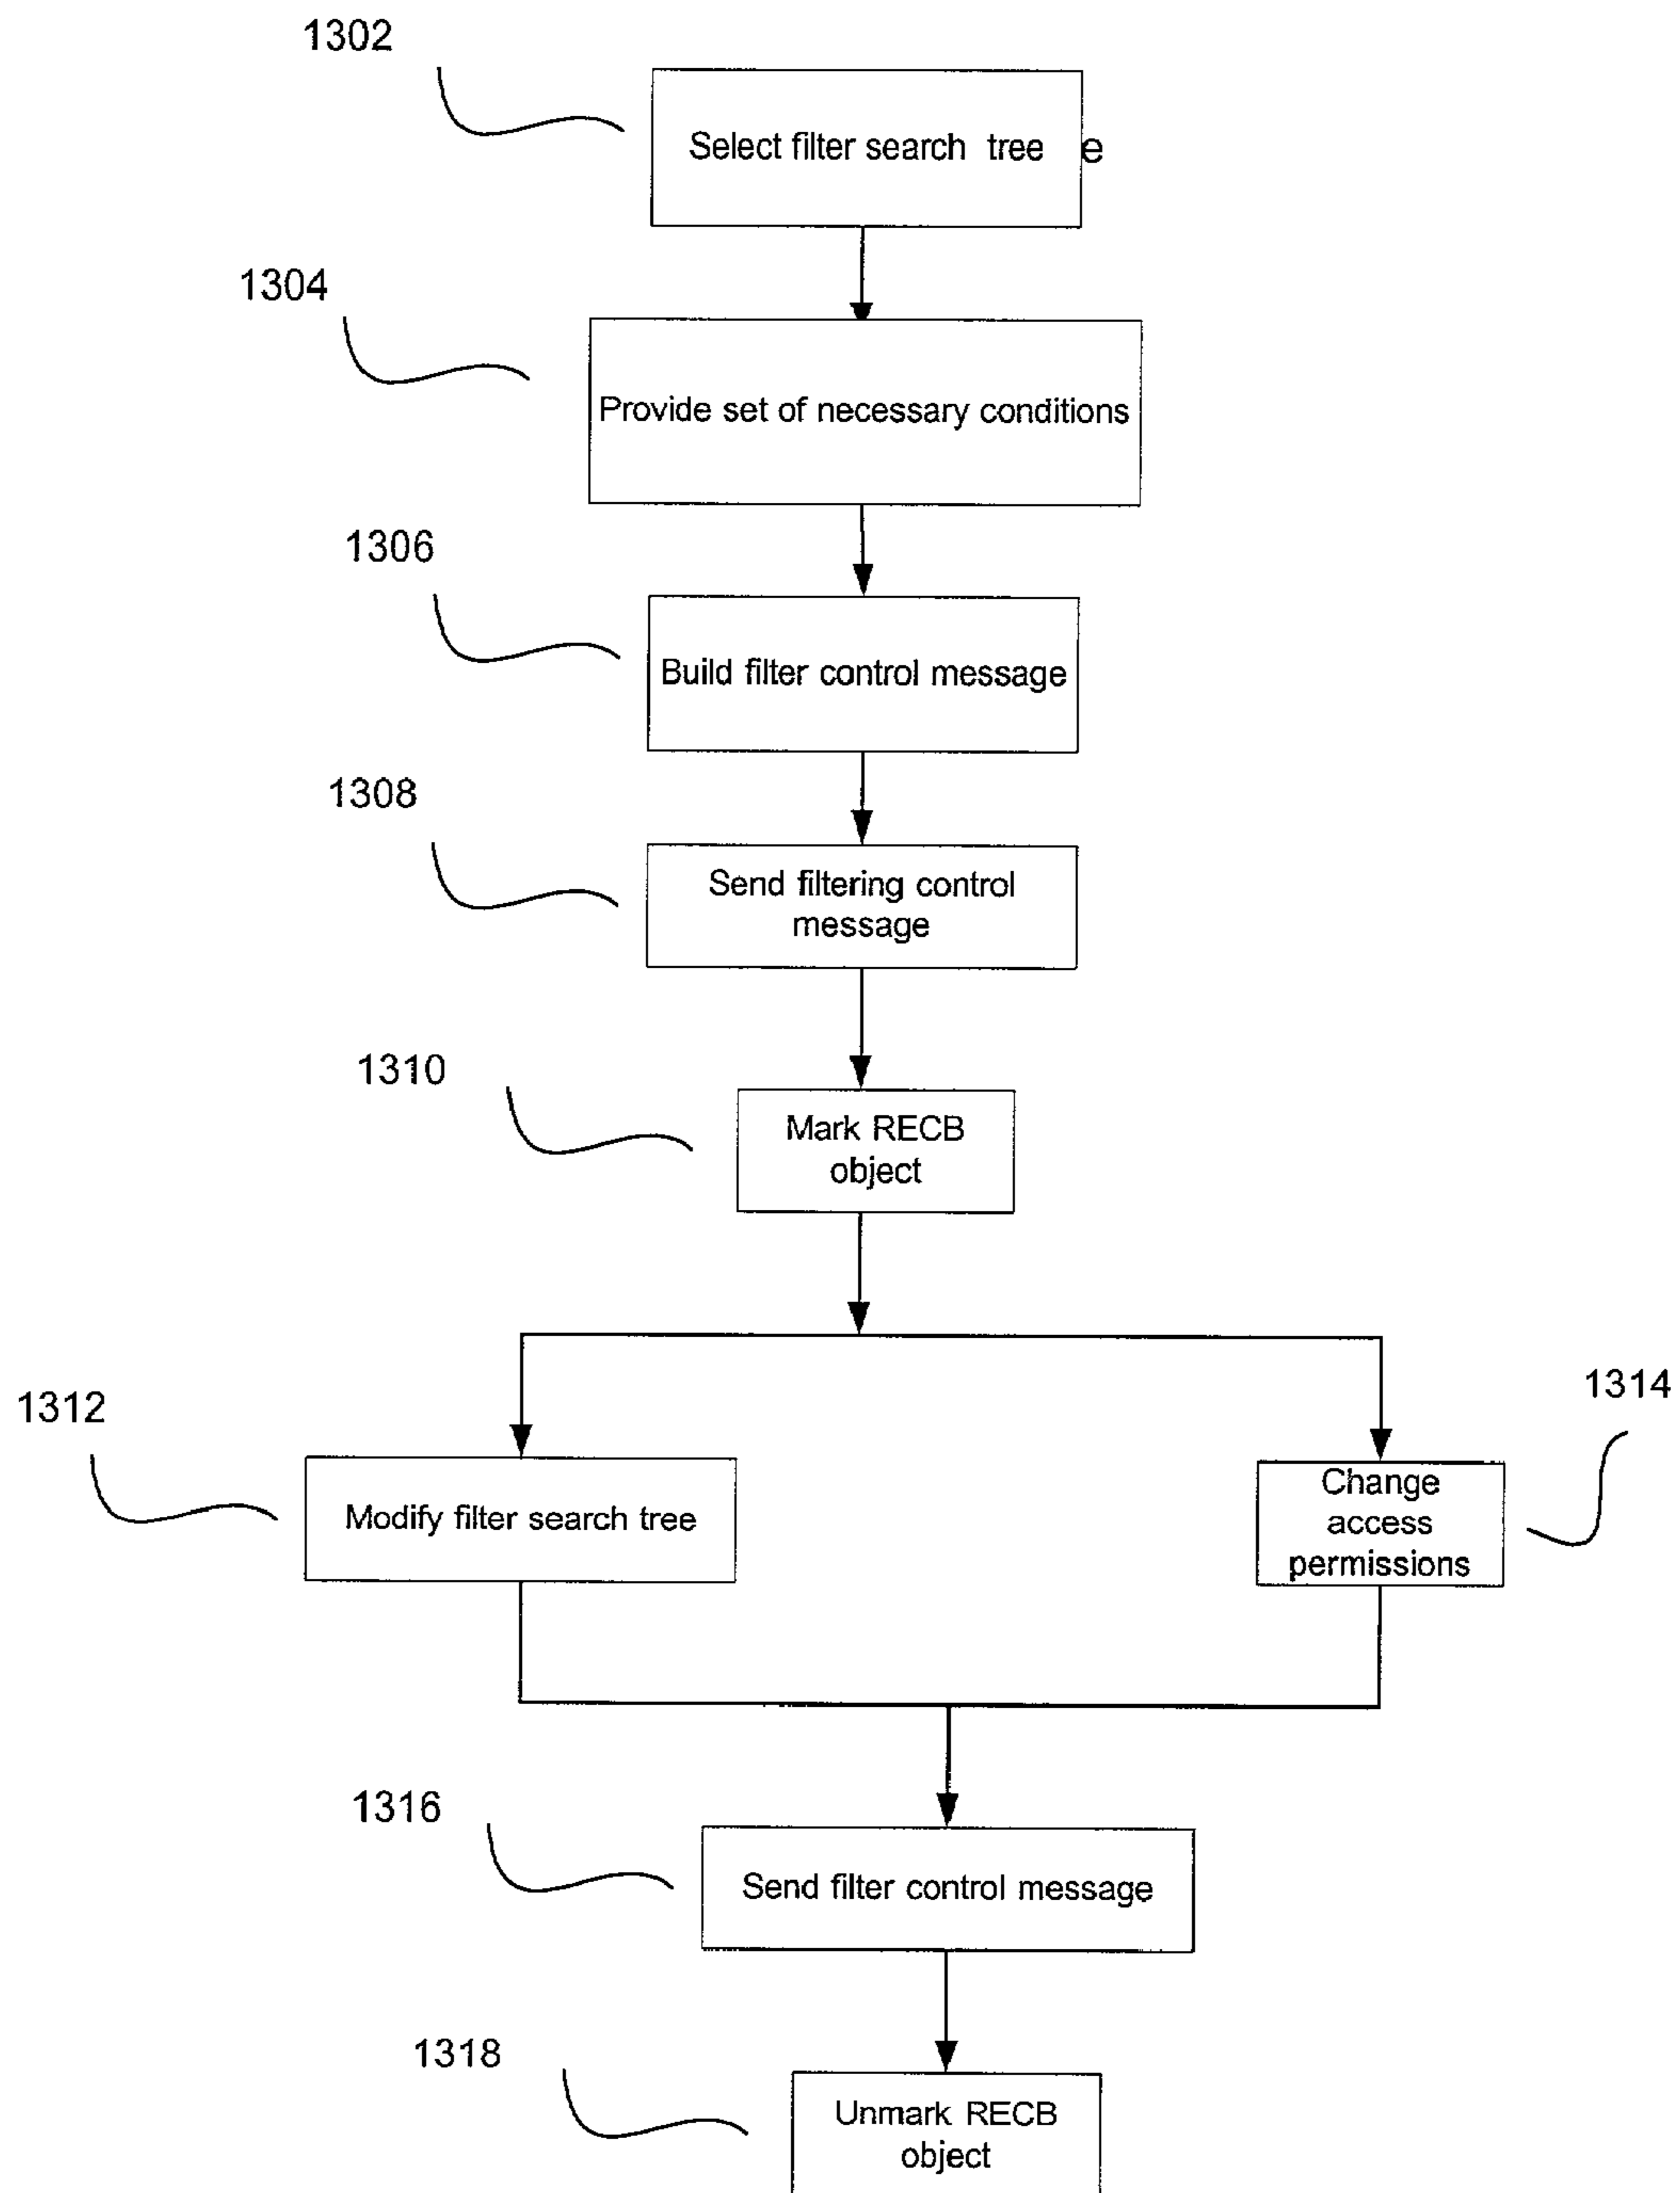 1302
Select filter search tree e
1304
Provide set of necessary conditions
1306
Build filter control message
1308
Send filtering control
message
1310
Mark RECB
object
1312
Modify filter search tree
1314
Change
access
permissions
1316
Send filter control message
1318
Unmark RECB
object